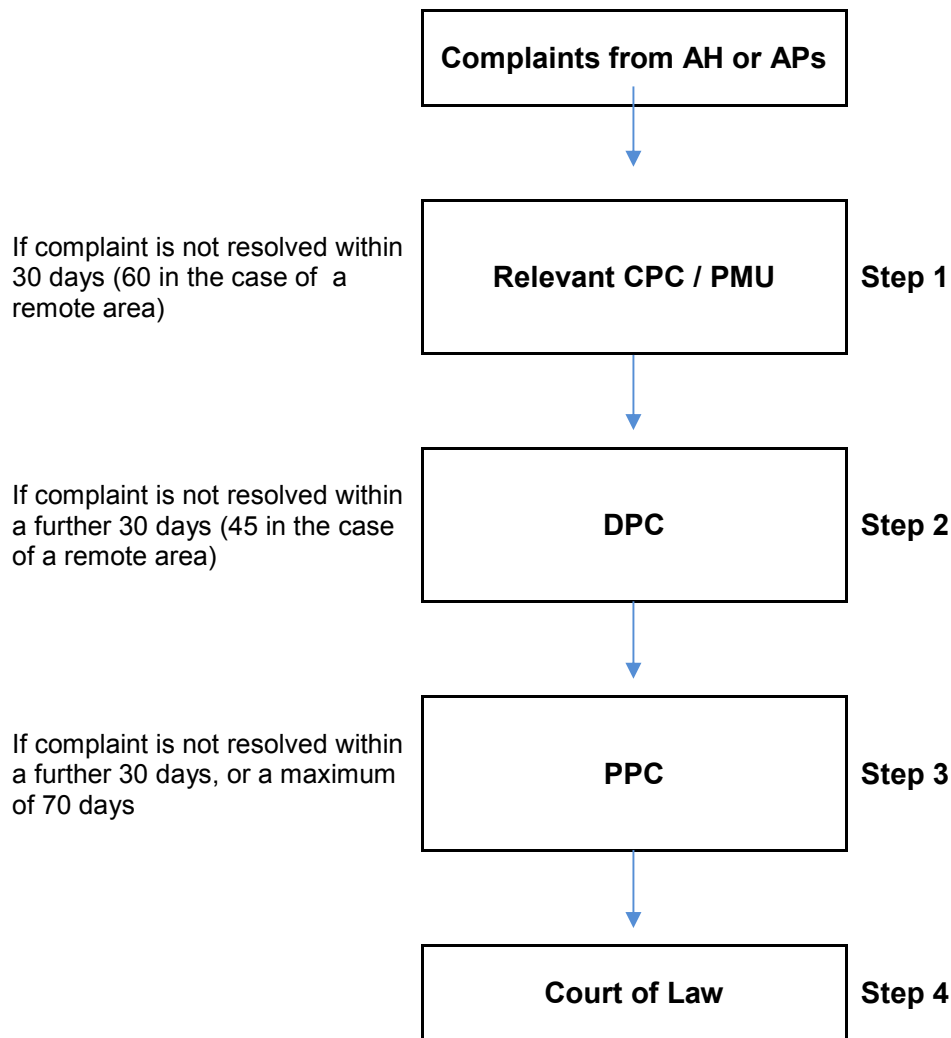 Complaints from AH or APs
If complaint is not resolved within
30 days (60 in the case of a
remote area)
Relevant CPC / PMU
Step 1
If complaint is not resolved within
a further 30 days (45 in the case
of a remote area)
DPC
Step 2
If complaint is not resolved within
a further 30 days, or a maximum
of 70 days
PPC
Step 3
Court of Law
Step 4